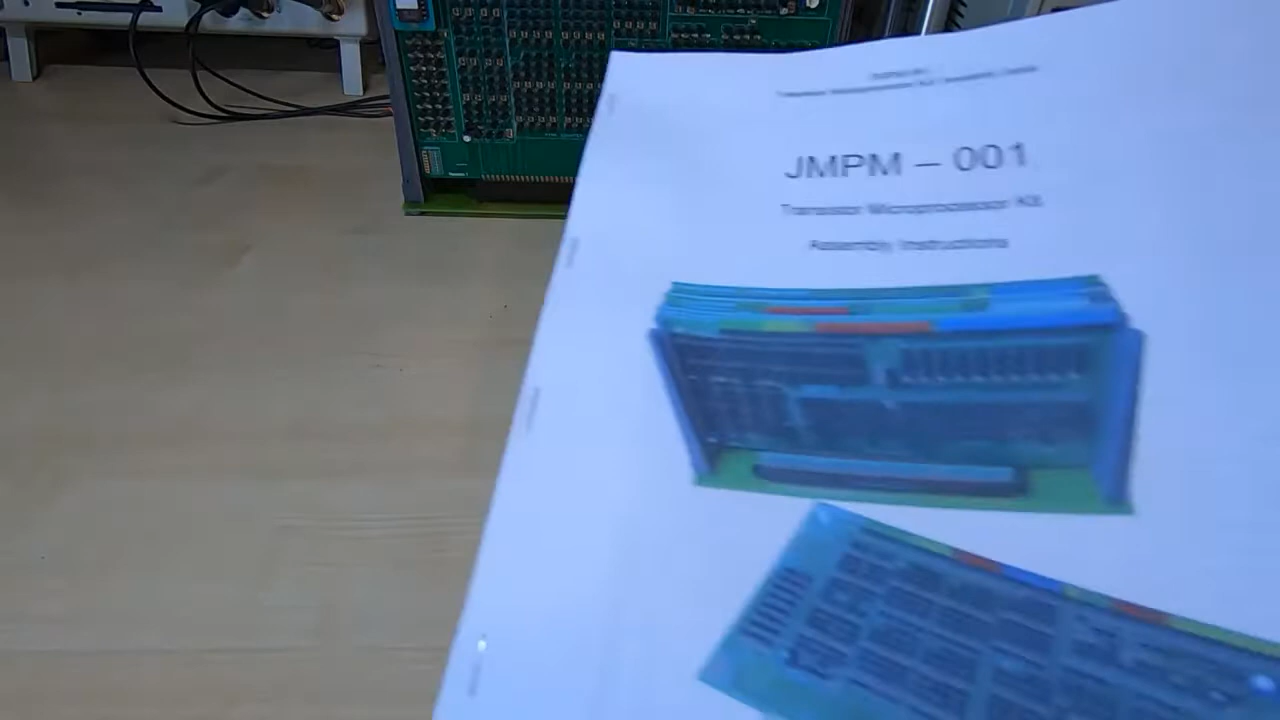 JMPM – 001
Transistor Microprocessor Kit
Assembly Instructions